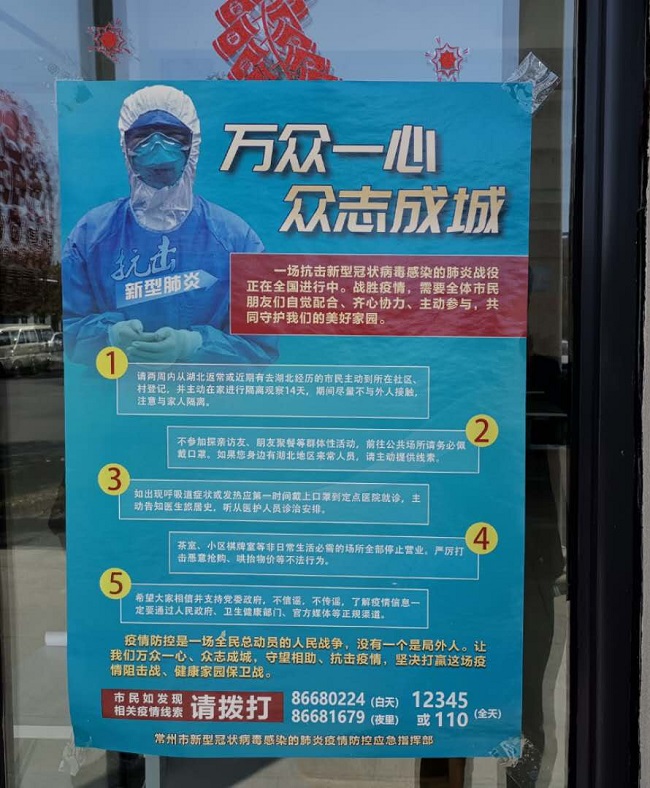 万众一心
众志成城
抗击
新型肺炎
一场抗击新型冠状病毒感染的肺炎战役
正在全国进行中。战胜疫情，需要全体市民
朋友们自觉配合、齐心协力、主动参与，共
同守护我们的美好家园。
1
请两周内从湖北返常或近期有去湖北经历的市民主动到所在社区、
村登记，并主动在家进行隔离观察14天，期间尽量不与外人接触，
注意与家人隔离。
2
不参加探亲访友、朋友聚餐等群体性活动，前往公共场所请务必佩
戴口罩。如果您身边有湖北地区来常人员，请主动提供线索。
3
如出现呼吸道症状或发热应第一时间戴上口罩到定点医院就诊，主
动告知医生旅居史，听从医护人员诊治安排。
4
茶室、小区棋牌室等非日常生活必需的场所全部停止营业。严厉打
击恶意抢购、哄抬物价等不法行为。
5
希望大家相信并支持党委政府，不信谣、不传谣，了解疫情信息一
定要通过人民政府、卫生健康部门、官方媒体等正规渠道。
疫情防控是一场全民总动员的人民战争，没有一个是局外人。让
我们万众一心、众志成城，守望相助、抗击疫情，坚决打赢这场疫
情阻击战、健康家园保卫战。
市民如发现
相关疫情线索 请拨打
86680224 (白天) 12345
86681679 (夜里) 或110 (全天)
常州市新型冠状病毒感染的肺炎疫情防控应急指挥部